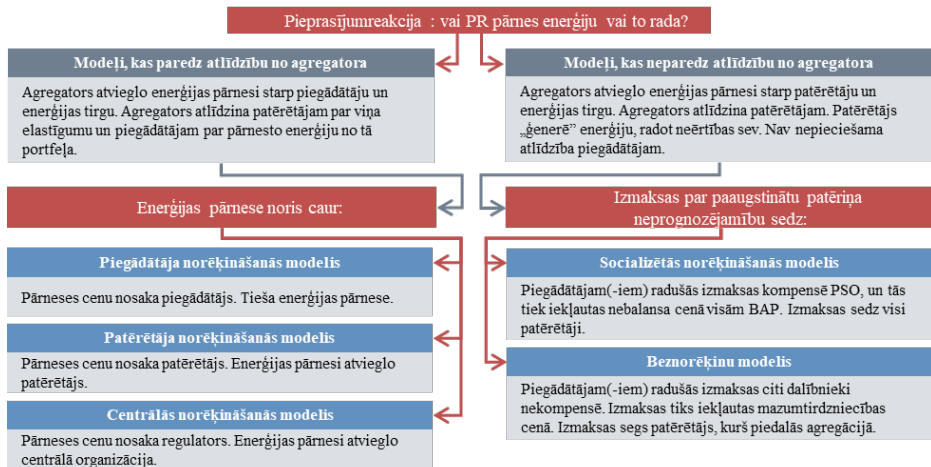 Pieprasījumreakcija : vai PR pārnes enerģiju vai to rada?
Modeļi, kas paredz atlīdzību no agregatora
Agregators atvieglo enerģijas pārnesi starp piegādātāju un
enerģijas tirgu. Agregators atlīdzina patērētājam par viņa
elastīgumu un piegādātājam par pārnesto enerģiju no tā
portfeļa.
Modeļi, kas neparedz atlīdzību no agregatora
Agregators atvieglo enerģijas pārnesi starp patērētāju un
enerģijas tirgu. Agregators atlīdzina patērētājam. Patērētājs
„ģenerē” enerģiju, radot neērtības sev. Nav nepieciešama
atlīdzība piegādātājam.
Enerģijas pārnese noris caur:
Piegādātāja norēķināšanās modelis
Pārneses cenu nosaka piegādātājs. Tieša enerģijas pārnese.
Patērētāja norēķināšanās modelis
Pārneses cenu nosaka patērētājs. Enerģijas pārnesi atvieglo
patērētājs.
Centrālās norēķināšanās modelis
Pārneses cenu nosaka regulators. Enerģijas pārnesi atvieglo
centrālā organizācija.
Izmaksas par paaugstinātu patēriņa
neprognozējamību sedz:
Socializētās norēķināšanās modelis
Piegādātājam(-iem) radušās izmaksas kompensē PSO, un tās
tiek iekļautas nebalansa cenā visām BAP. Izmaksas sedz visi
patērētāji.
Beznorēķinu modelis
Piegādātājam(-iem) radušās izmaksas citi dalībnieki
nekompensē. Izmaksas tiks iekļautas mazumtirdzniecības
cenā. Izmaksas segs patērētājs, kurš piedalās agregācijā.